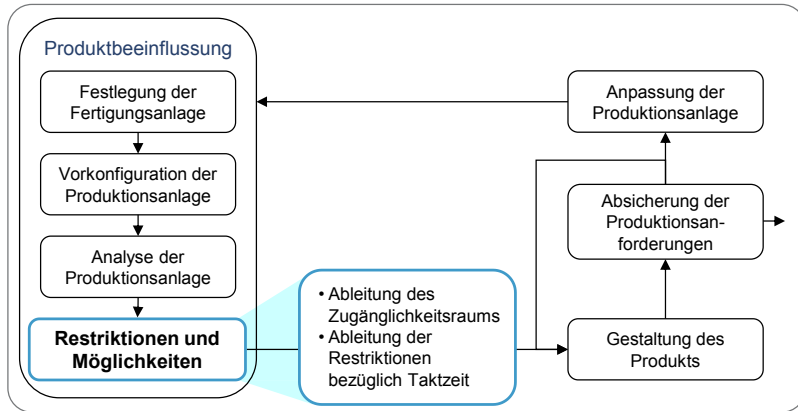 Produktbeeinflussung
Festlegung der
Fertigungsanlage
Vorkonfiguration der
Produktionsanlage
Analyse der
Produktionsanlage
Restriktionen und
Möglichkeiten
• Ableitung des
Zugänglichkeitsraums
• Ableitung der
Restriktionen
bezüglich Taktzeit
Anpassung der
Produktionsanlage
Absicherung der
Produktionsan-
forderungen
Gestaltung des
Produkts